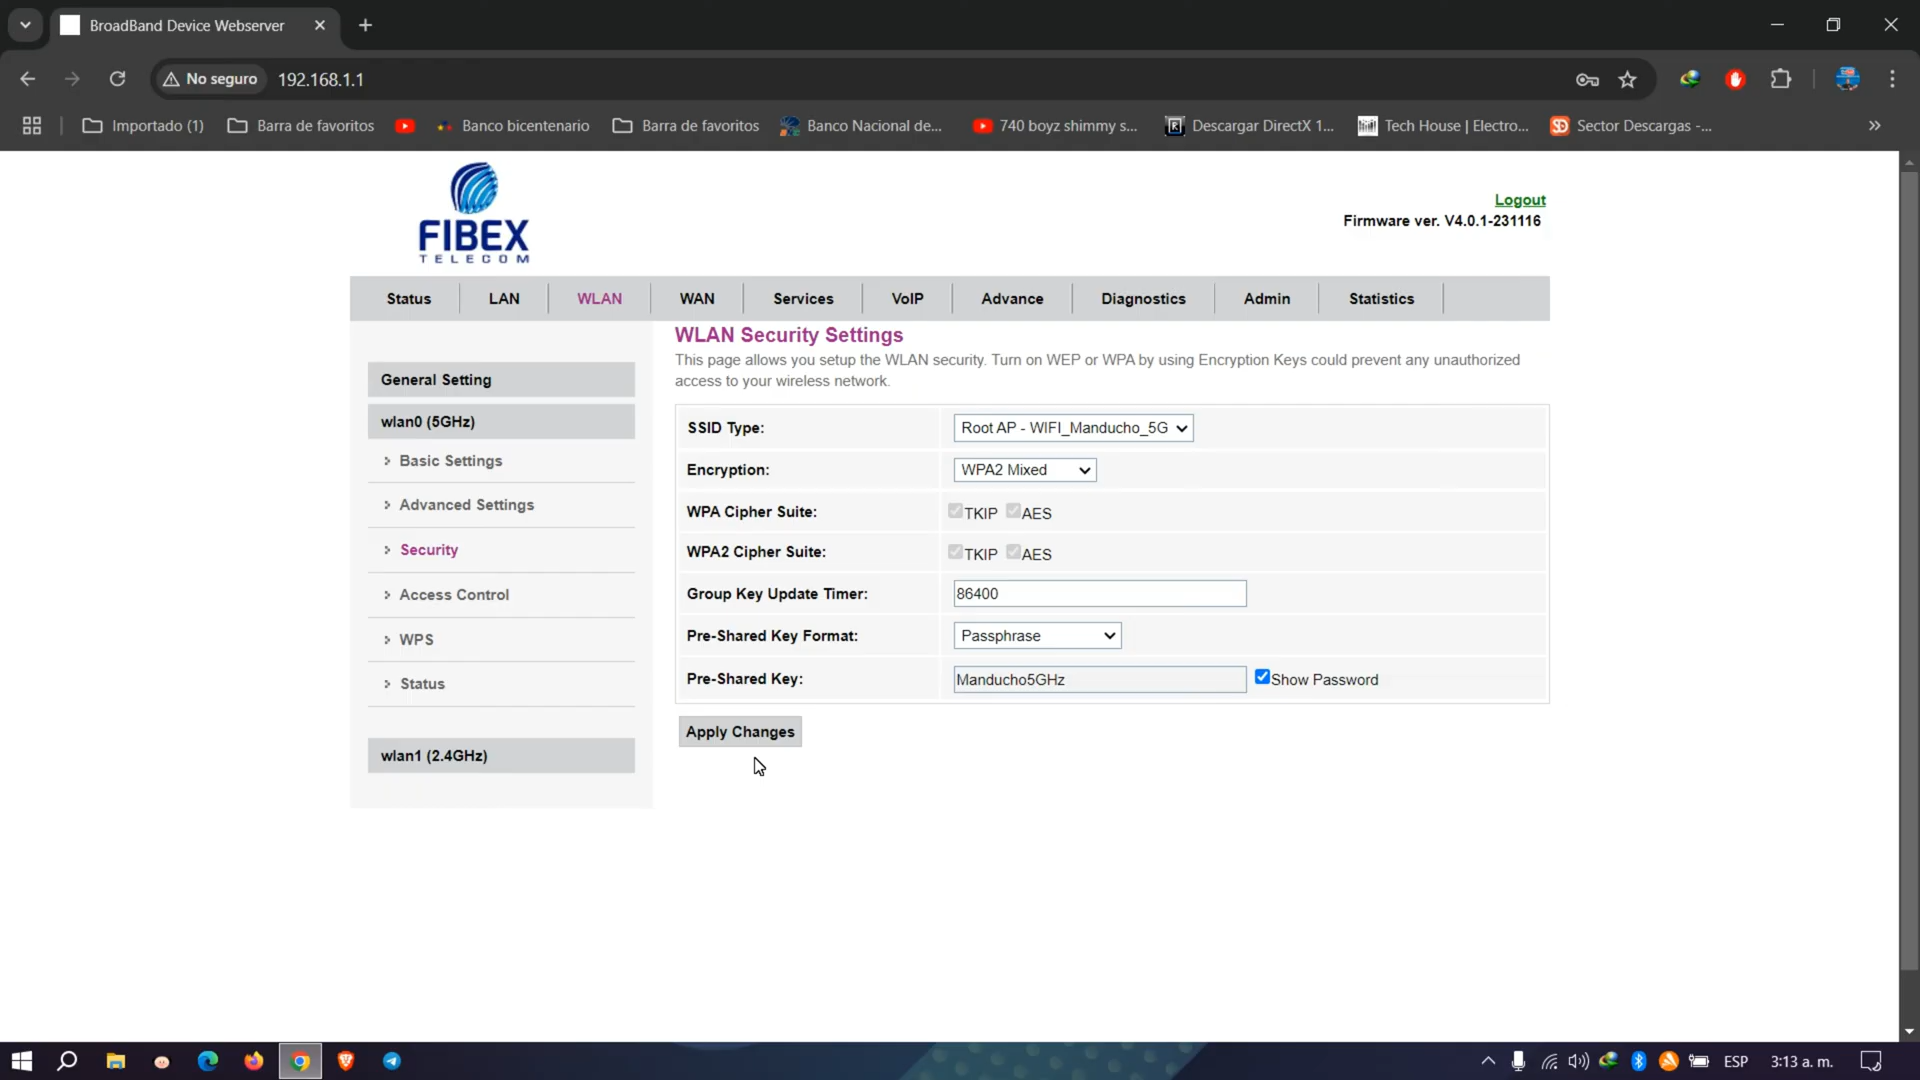 BroadBand Device Webserver
No seguro 192.168.1.1
Importado (1) Barra de favoritos Banco bicentenario Barra de favoritos Banco Nacional de... 740 boyz shimmy s... Descargar DirectX 1... Tech House | Electro... Sector Descargas -...
FIBEX
TELECOM
Logout
Firmware ver. V4.0.1-231116
Status LAN WLAN WAN Services VoIP Advance Diagnostics Admin Statistics
General Setting
wlan0 (5GHz)
Basic Settings
Advanced Settings
Security
Access Control
WPS
Status
wlan1 (2.4GHz)
WLAN Security Settings
This page allows you setup the WLAN security. Turn on WEP or WPA by using Encryption Keys could prevent any unauthorized
access to your wireless network.
SSID Type: Root AP - WIFI_Manducho_5G
Encryption: WPA2 Mixed
WPA Cipher Suite: TKIP AES
WPA2 Cipher Suite: TKIP AES
Group Key Update Timer: 86400
Pre-Shared Key Format: Passphrase
Pre-Shared Key: Manducho5GHz Show Password
Apply Changes
ESP 3:13 a. m.